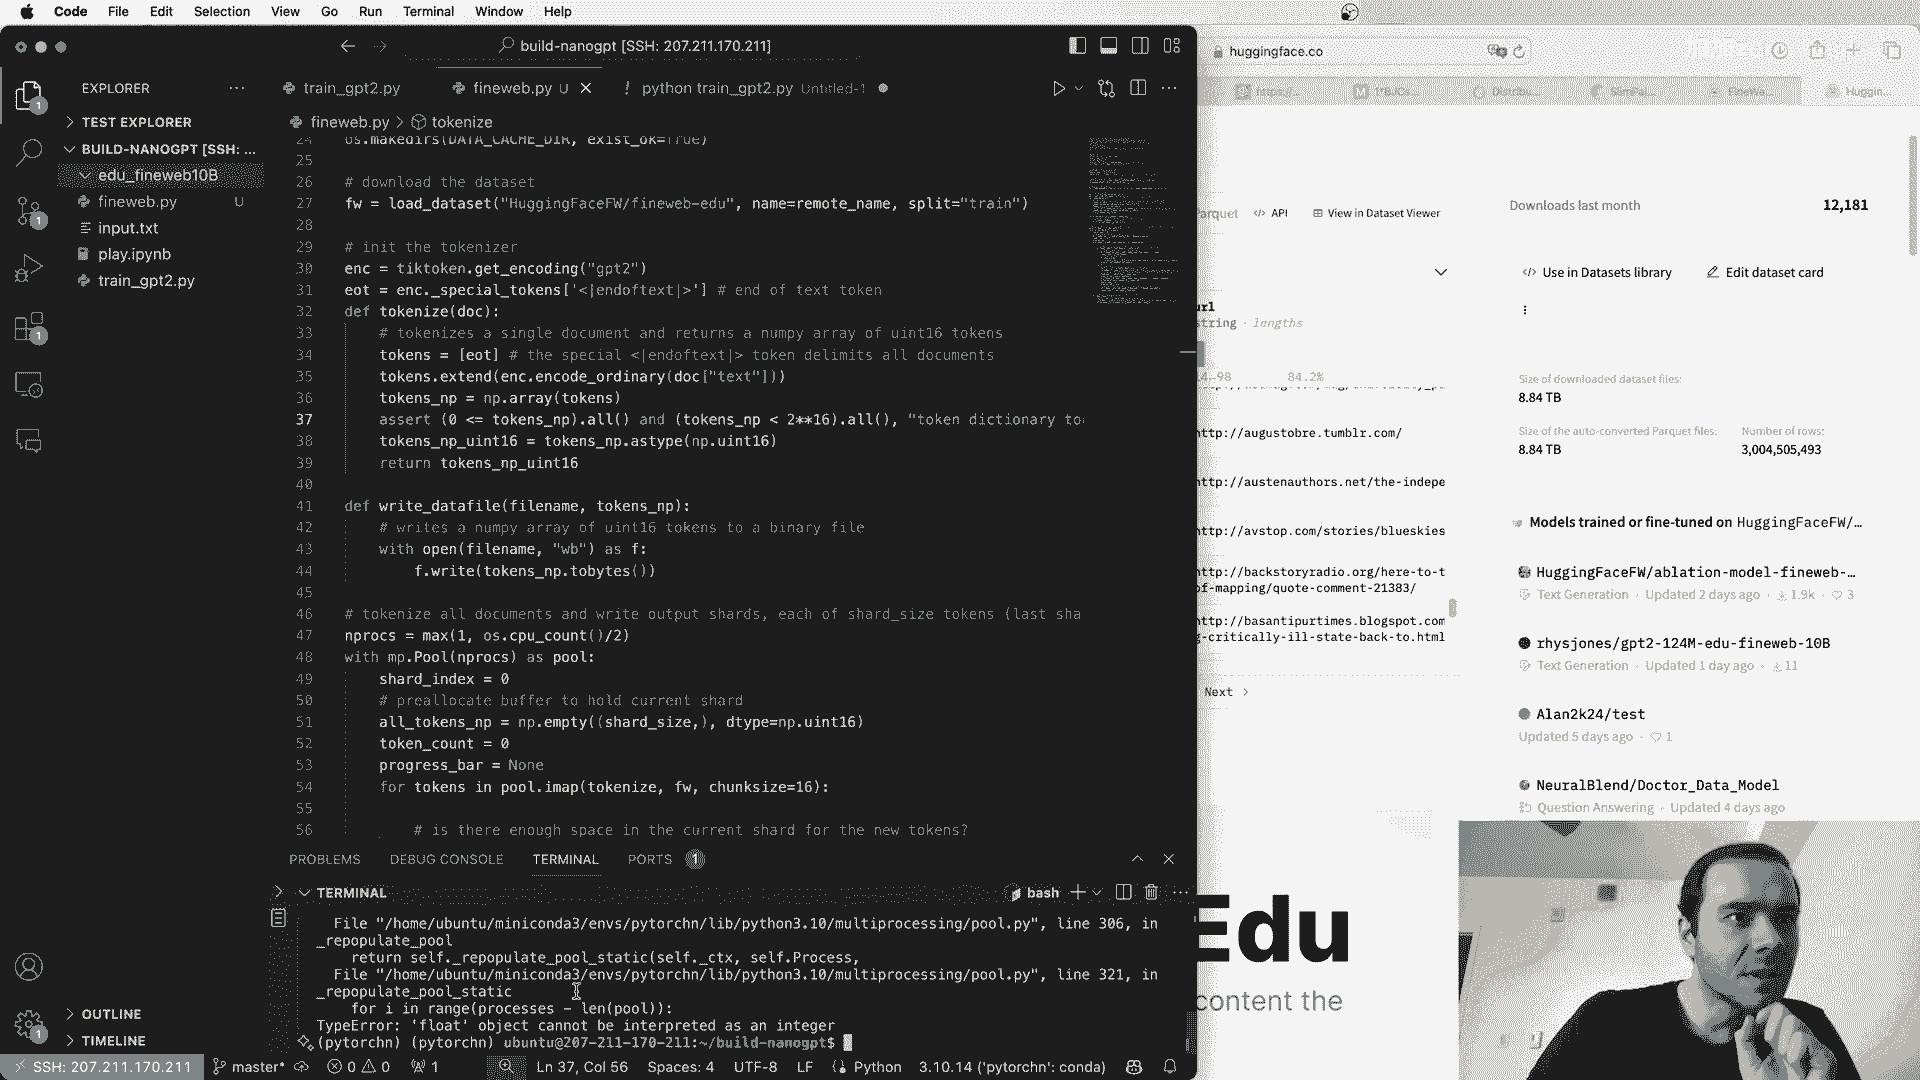 Code File Edit Selection View Go Run Terminal Window Help
build-nanogpt [SSH: 207.211.170.211]
huggingface.co
EXPLORER
train_gpt2.py
fineweb.py U
! python train_gpt2.py Untitled-1
https:/...
Distribu...
SlimPaj...
FineWe...
Huggin...
TEST EXPLORER
BUILD-NANOGPT [SSH: ...
edu_fineweb10B
fineweb.py U
input.txt
play.ipynb
train_gpt2.py
fineweb.py > tokenize
24 os.makedirs(DATA_CACHE_DIR, exist_ok=True)
25
26 # download the dataset
27 fw = load_dataset("HuggingFaceFW/fineweb-edu", name=remote_name, split="train")
28
29 # init the tokenizer
30 enc = tiktoken.get_encoding("gpt2")
31 eot = enc._special_tokens['<|endoftext|>'] # end of text token
32 def tokenize(doc):
33 # tokenizes a single document and returns a numpy array of uint16 tokens
34 tokens = [eot] # the special <|endoftext|> token delimits all documents
35 tokens.extend(enc.encode_ordinary(doc["text"]))
36 tokens_np = np.array(tokens)
37 assert (0 <= tokens_np).all() and (tokens_np < 2**16).all(), "token dictionary to
38 tokens_np_uint16 = tokens_np.astype(np.uint16)
39 return tokens_np_uint16
40
41 def write_datafile(filename, tokens_np):
42 # writes a numpy array of uint16 tokens to a binary file
43 with open(filename, "wb") as f:
44 f.write(tokens_np.tobytes())
45
46 # tokenize all documents and write output shards, each of shard_size tokens (last sha
47 nprocs = max(1, os.cpu_count()/2)
48 with mp.Pool(nprocs) as pool:
49 shard_index = 0
50 # preallocate buffer to hold current shard
51 all_tokens_np = np.empty((shard_size,), dtype=np.uint16)
52 token_count = 0
53 progress_bar = None
54 for tokens in pool.imap(tokenize, fw, chunksize=16):
55
56 # is there enough space in the current shard for the new tokens?
PROBLEMS DEBUG CONSOLE TERMINAL PORTS 1
TERMINAL
bash
File "/home/ubuntu/miniconda3/envs/pytorchn/lib/python3.10/multiprocessing/pool.py", line 306, in
_repopulate_pool
return self._repopulate_pool_static(self._ctx, self.Process,
File "/home/ubuntu/miniconda3/envs/pytorchn/lib/python3.10/multiprocessing/pool.py", line 321, in
_repopulate_pool_static
for i in range(processes - len(pool)):
TypeError: 'float' object cannot be interpreted as an integer
(pytorchn) (pytorchn) ubuntu@207-211-170-211:~/build-nanogpt$
OUTLINE
TIMELINE
SSH: 207.211.170.211 master* 0 0 1 Ln 37, Col 56 Spaces: 4 UTF-8 LF Python 3.10.14 ('pytorchn': conda)
arquet API View in Dataset Viewer
url
string · lengths
98 84.2%
http://augustobre.tumblr.com/
http://austenauthors.net/the-indepe
http://avstop.com/stories/blueskies
http://backstoryradio.org/here-to-t
of-mapping/quote-comment-21383/
http://basantipurtimes.blogspot.com
g-critically-ill-state-back-to.html
Next >
Edu
content the
Downloads last month 12,181
Use in Datasets library Edit dataset card
Size of downloaded dataset files:
8.84 TB
Size of the auto-converted Parquet files: Number of rows:
8.84 TB 3,004,505,493
Models trained or fine-tuned on HuggingFaceFW/…
HuggingFaceFW/ablation-model-fineweb-…
Text Generation · Updated 2 days ago · 1.9k · 3
rhysjones/gpt2-124M-edu-fineweb-10B
Text Generation · Updated 1 day ago · 11
Alan2k24/test
Updated 5 days ago · 1
NeuralBlend/Doctor_Data_Model
Question Answering · Updated 4 days ago